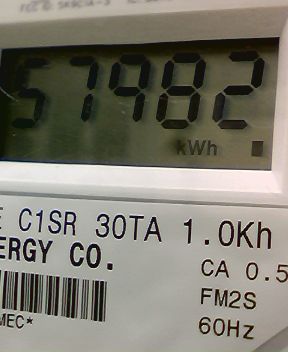 57982
kWh
E C1SR 30TA 1.0Kh
ERGY CO.
CA 0.5
FM2S
MEC*
60Hz